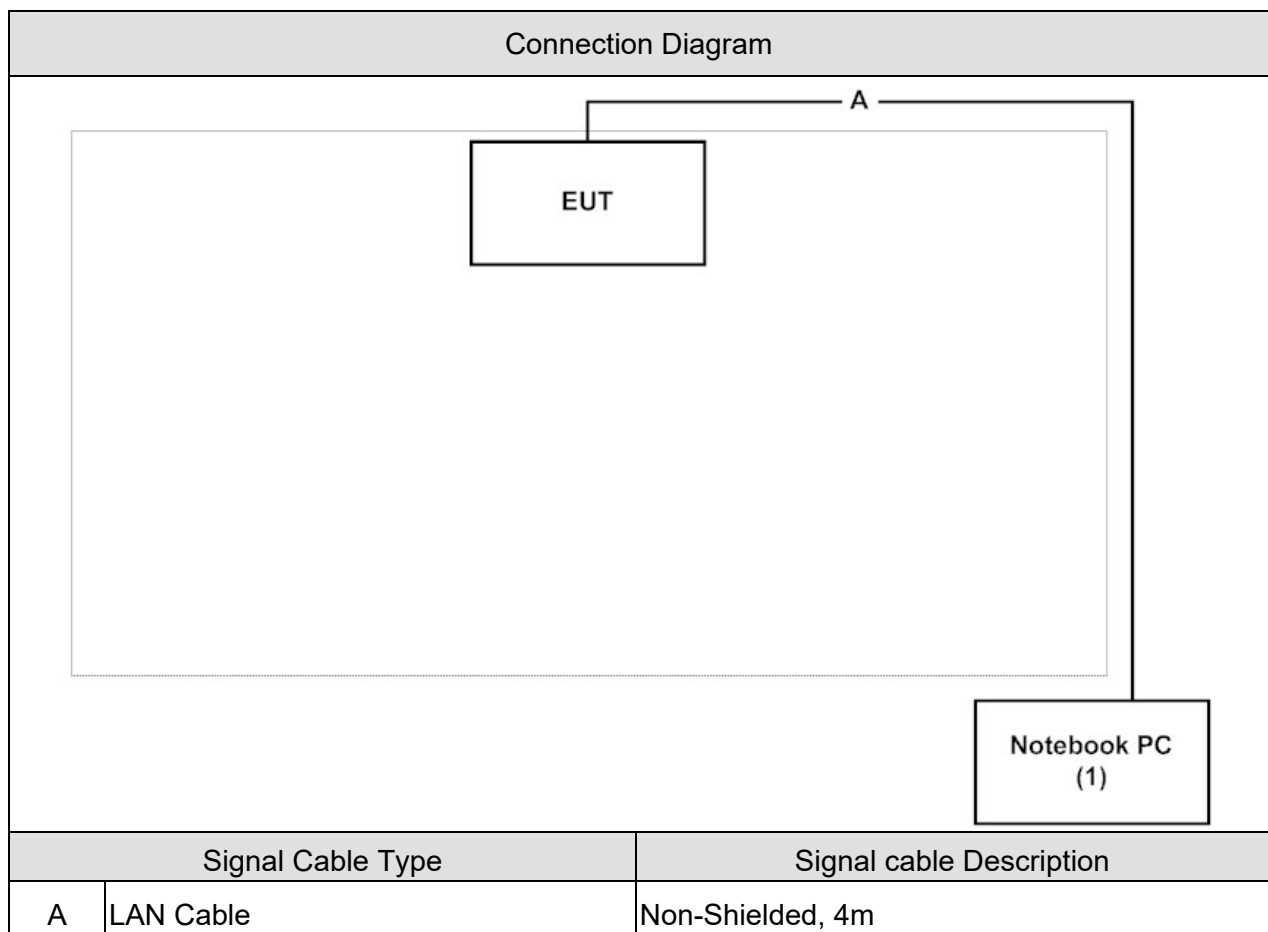 Connection Diagram
A
EUT
Notebook PC
(1)
Signal Cable Type Signal cable Description
A LAN Cable Non-Shielded, 4m